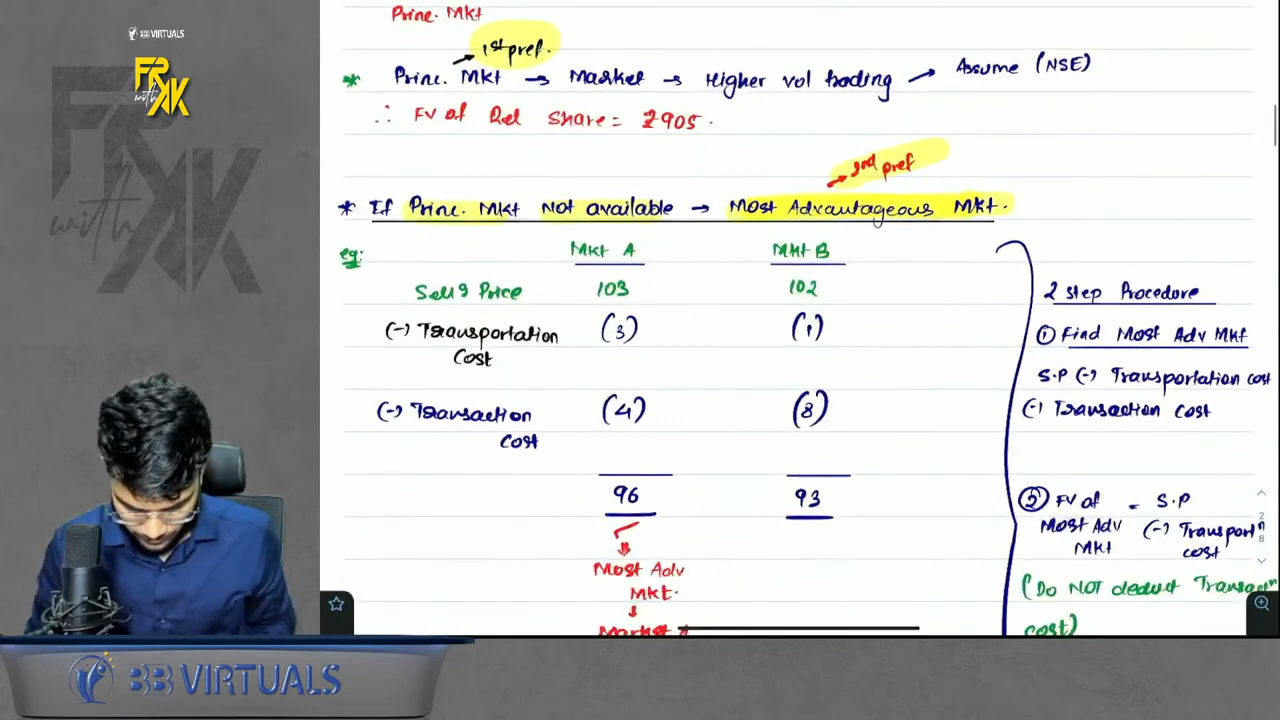 Princ. Mkt
BB VIRTUALS
1st pref.
FR
with
AK
* Princ. Mkt → Market → Higher vol trading → Assume (NSE)
∴ FV of Rel Share = ₹905.
2nd pref
* If Princ. Mkt Not available → Most Advantageous Mkt.
eg:
Mkt A Mkt B
Sell9 Price 103 102
(-) Transportation (3) (1)
Cost
(-) Transaction (4) (8)
Cost
96 93
Most Adv
Mkt.
2 Step Procedure
① Find Most Adv Mkt
S.P (-) Transportation cost
(-) Transaction Cost
② FV of = S.P
Most Adv (-) Transportn
Mkt cost
(Do NOT deduct Transactn
cost)
BB VIRTUALS